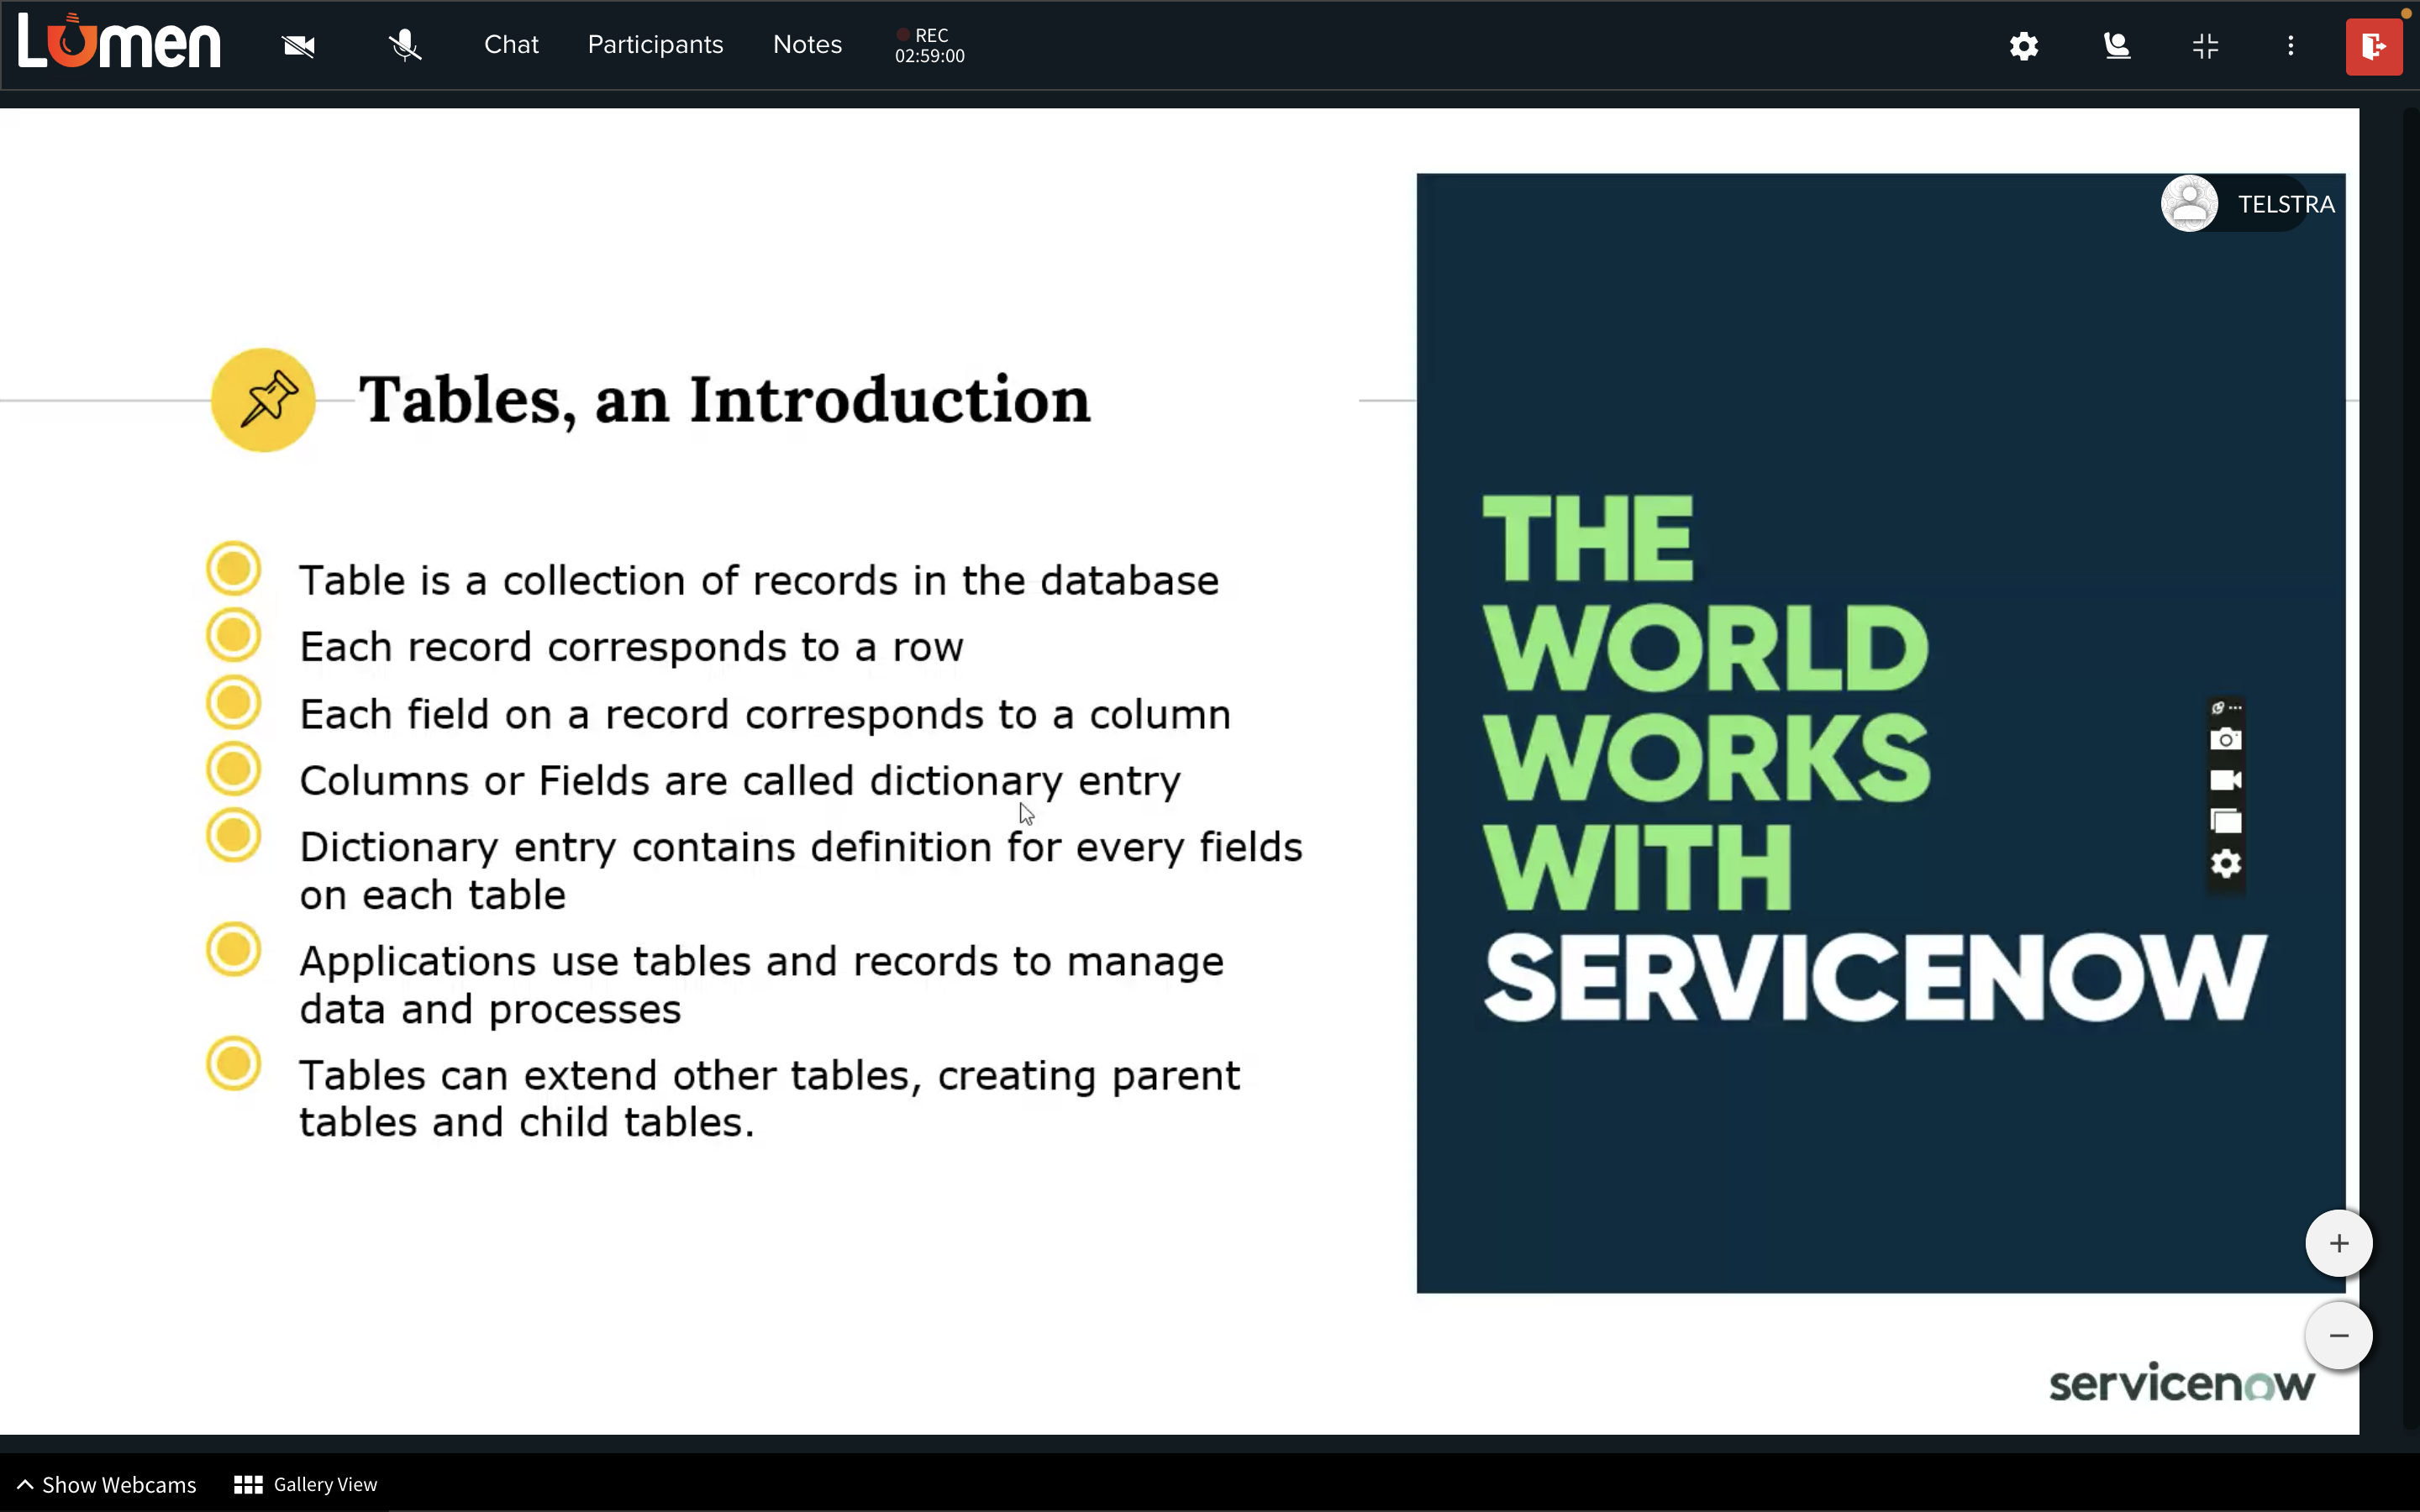 Lumen
Chat
Participants
Notes
REC
02:59:00
TELSTRA
Tables, an Introduction
Table is a collection of records in the database
Each record corresponds to a row
Each field on a record corresponds to a column
Columns or Fields are called dictionary entry
Dictionary entry contains definition for every fields
on each table
Applications use tables and records to manage
data and processes
Tables can extend other tables, creating parent
tables and child tables.
THE
WORLD
WORKS
WITH
SERVICENOW
servicenow
Show Webcams
Gallery View